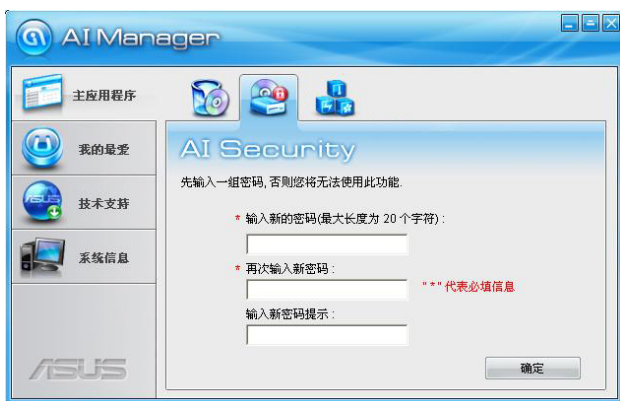 AI Manager
主应用程序
我的最爱
技术支持
系统信息
AI Security
先输入一组密码, 否则您将无法使用此功能.
* 输入新的密码(最大长度为 20 个字符) :
* 再次输入新密码 :
"*" 代表必填信息
输入新密码提示 :
确定
ASUS